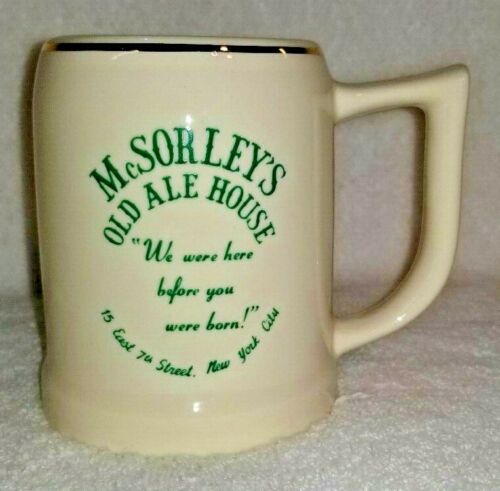 McSORLEY'S
OLD ALE HOUSE
"We were here
before you
were born!"
15 East 7th Street. New York City